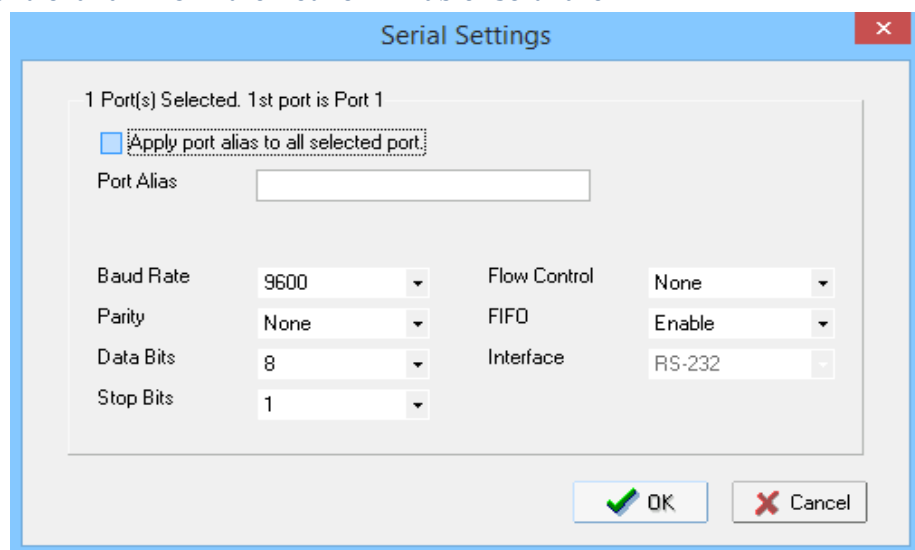 Serial Settings
1 Port(s) Selected. 1st port is Port 1
Apply port alias to all selected port.
Port Alias
Baud Rate 9600 Flow Control None
Parity None FIFO Enable
Data Bits 8 Interface RS-232
Stop Bits 1
OK Cancel